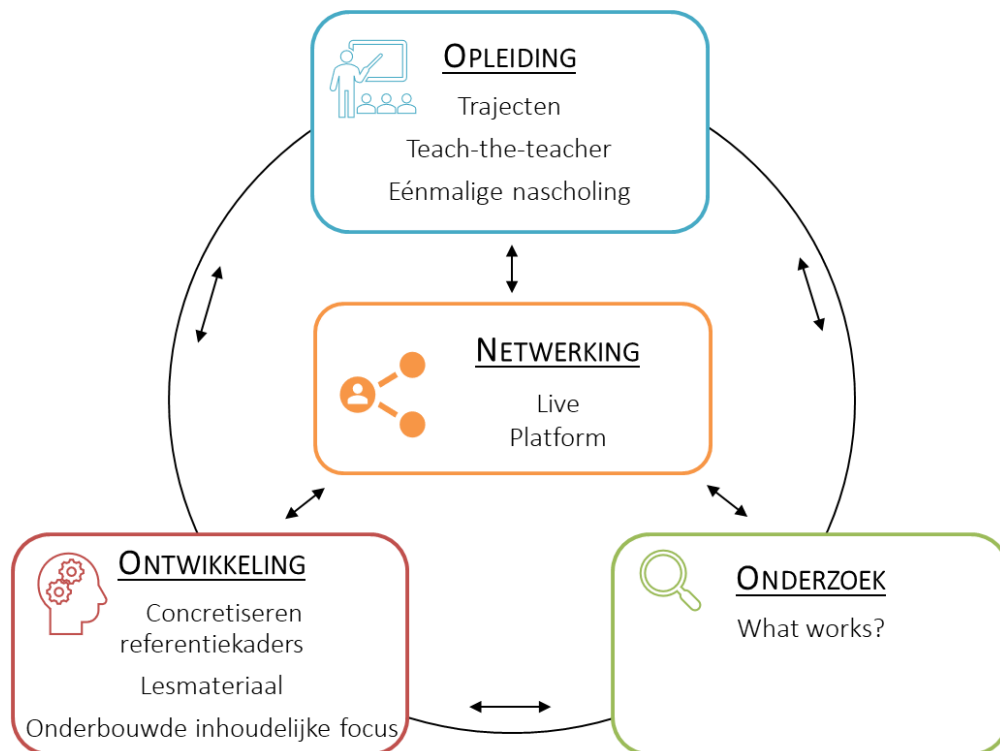 OPLEIDING
Trajecten
Teach-the-teacher
Eénmalige nascholing
NETWERKING
Live
Platform
ONTWIKKELING
Concretiseren
referentiekaders
Lesmateriaal
Onderbouwde inhoudelijke focus
ONDERZOEK
What works?